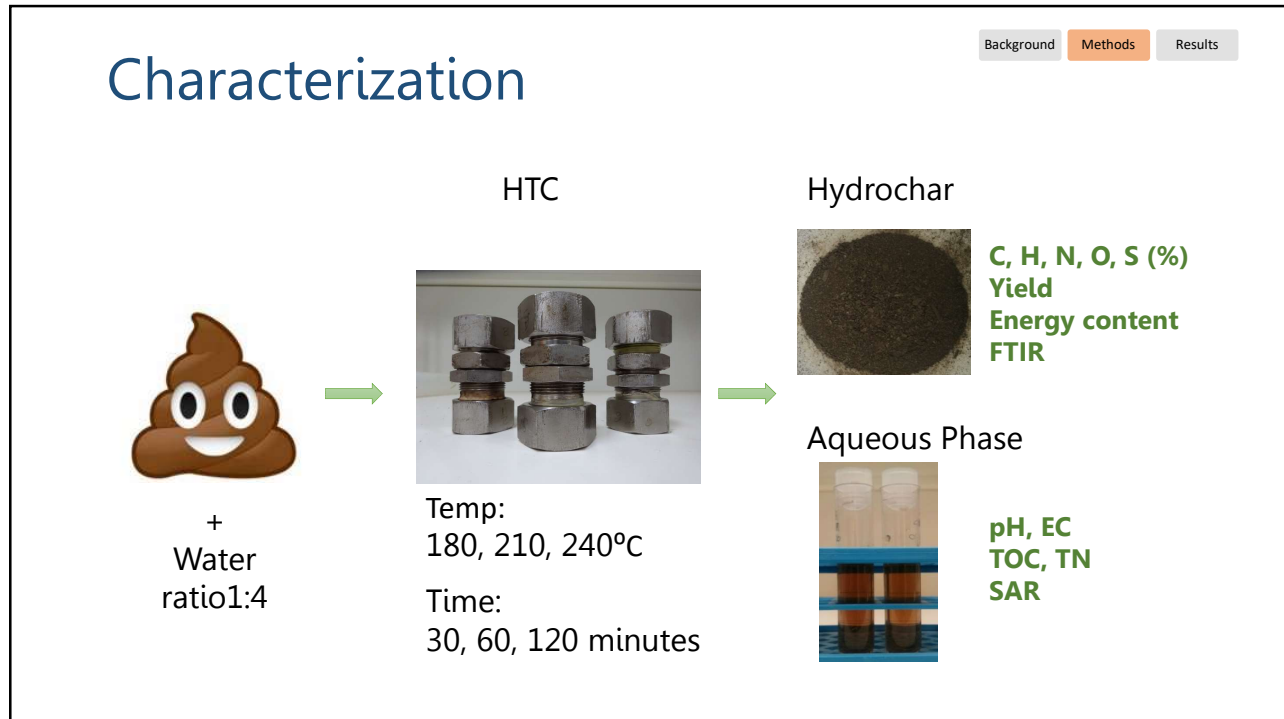 Background
Methods
Results
Characterization
HTC
Hydrochar
C, H, N, O, S (%)
Yield
Energy content
FTIR
+
Water
ratio1:4
Temp:
180, 210, 240ºC
Time:
30, 60, 120 minutes
Aqueous Phase
pH, EC
TOC, TN
SAR